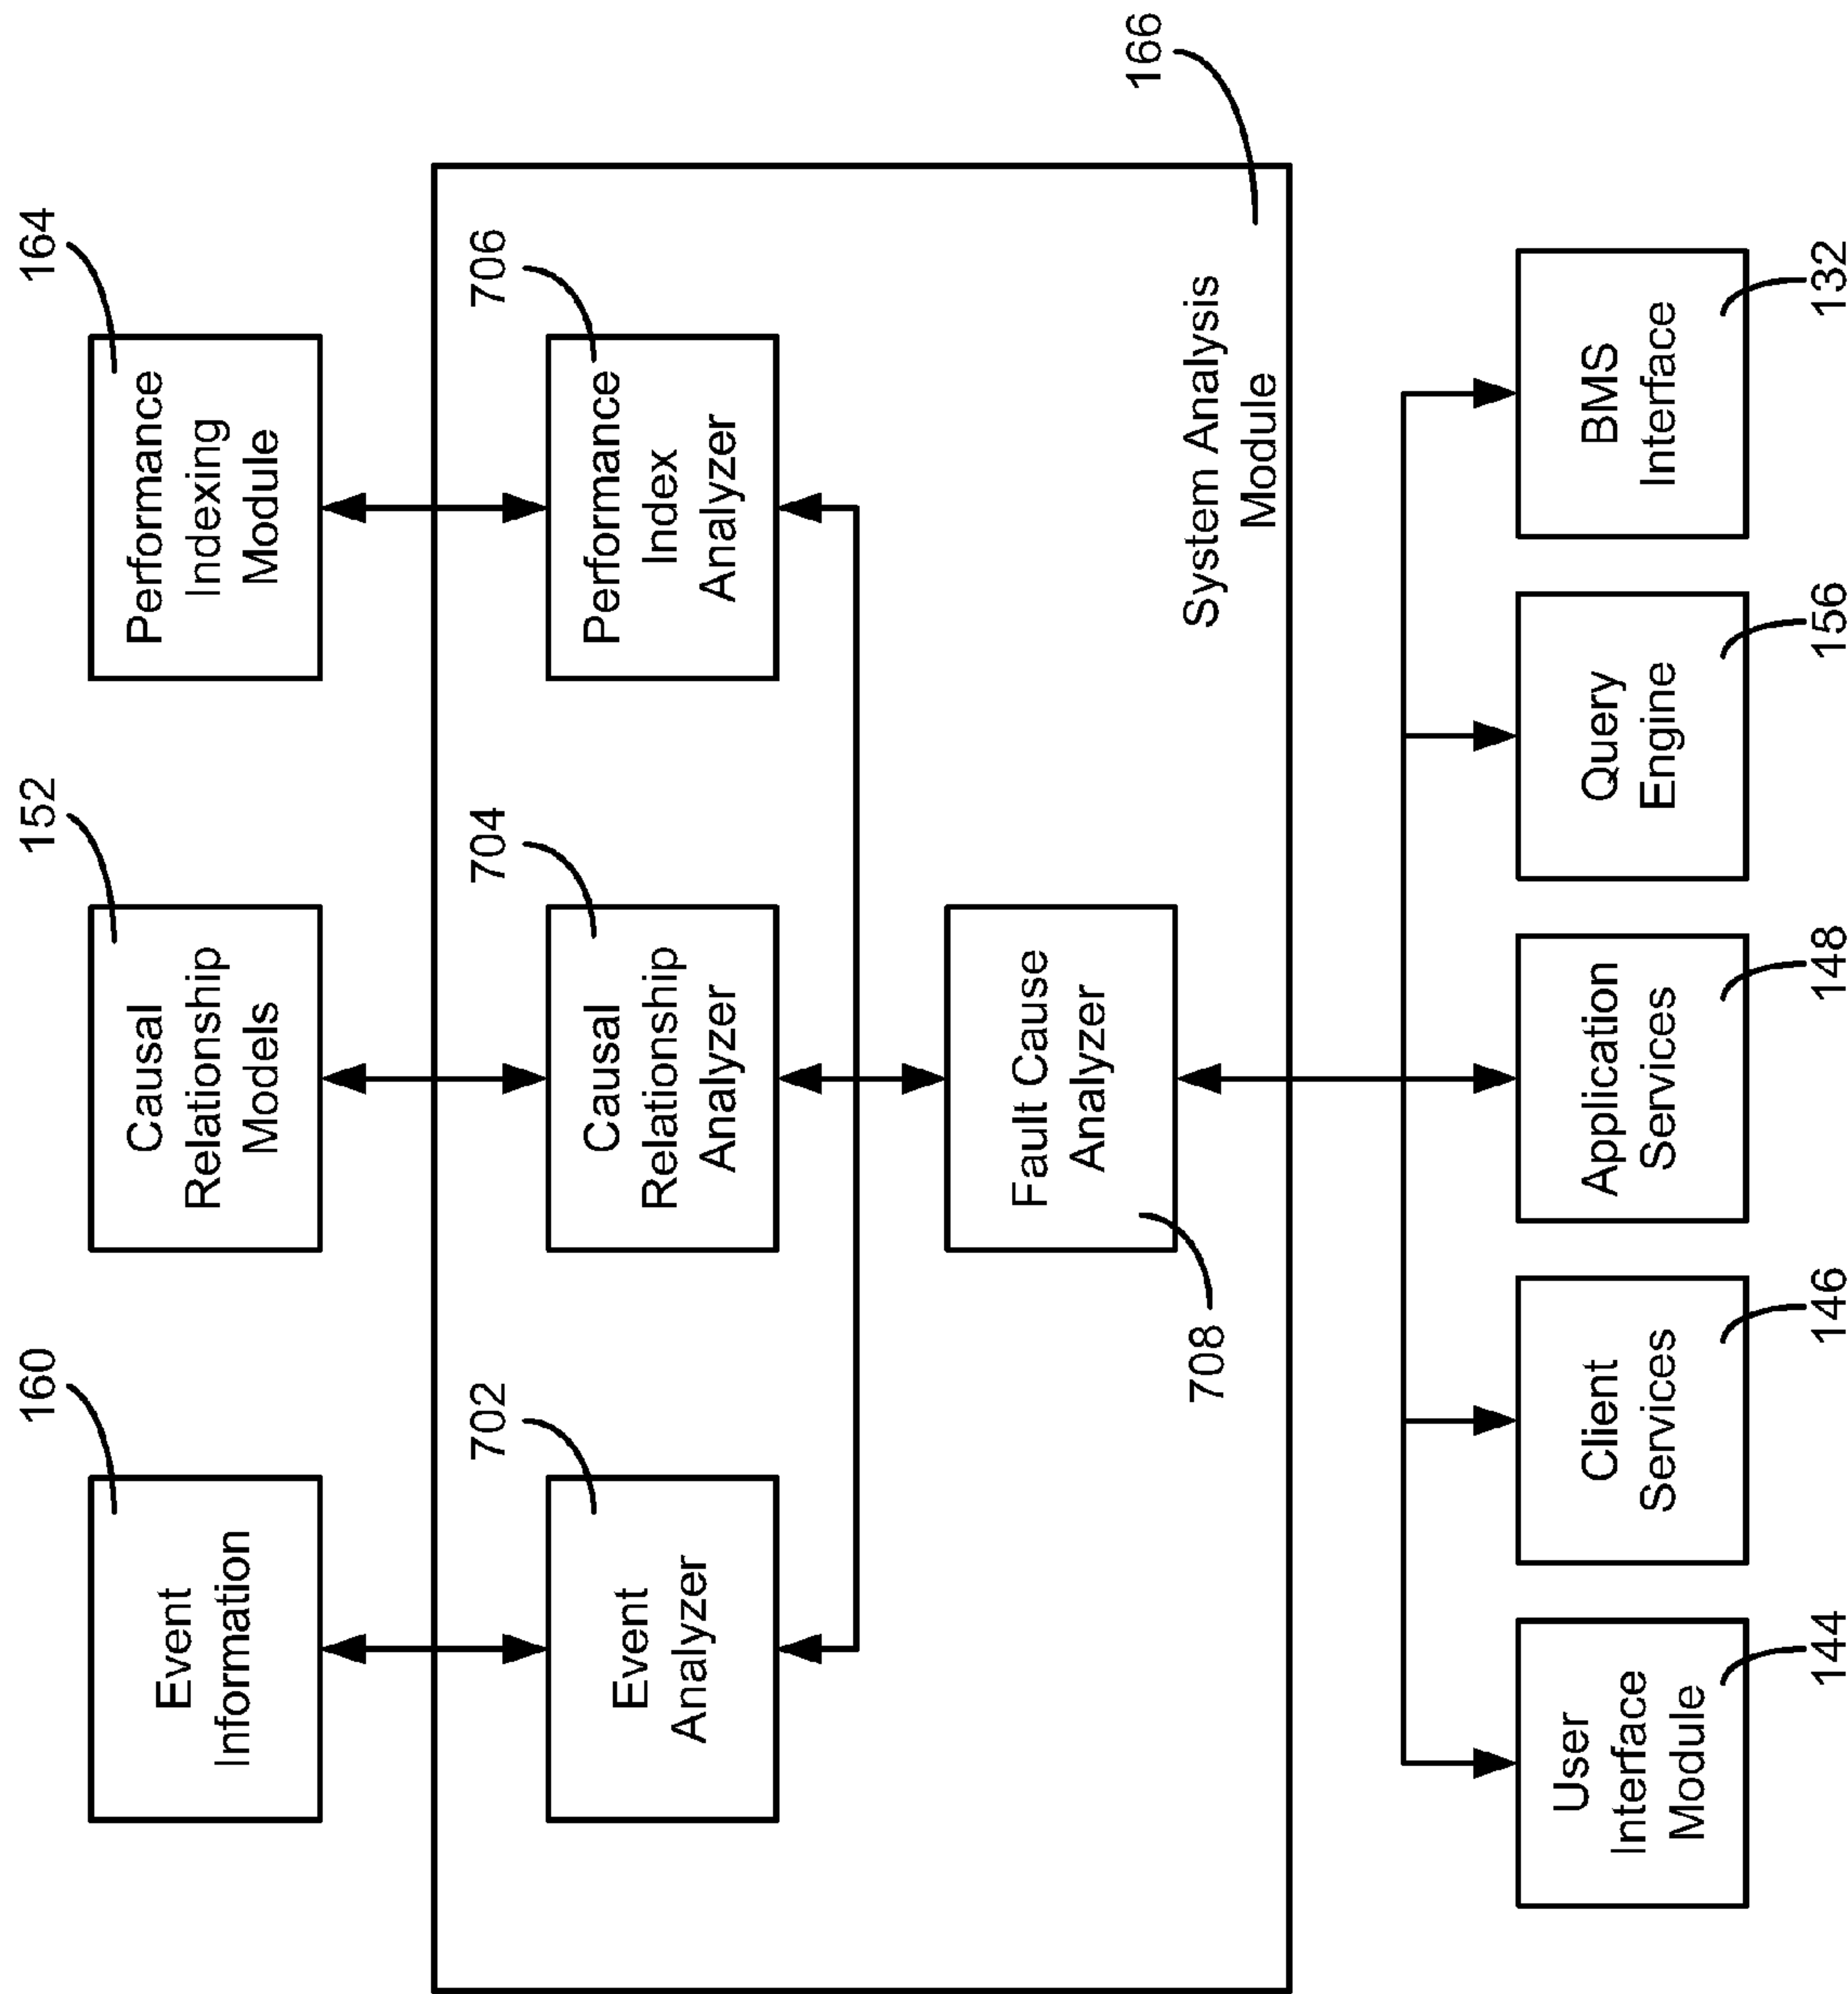 160
152
164
Event
Information
Causal
Relationship
Models
Performance
Indexing
Module
702
704
706
Event
Analyzer
Causal
Relationship
Analyzer
Performance
Index
Analyzer
708
Fault Cause
Analyzer
System Analysis
Module
166
User
Interface
Module
Client
Services
Application
Services
Query
Engine
BMS
Interface
144
146
148
156
132